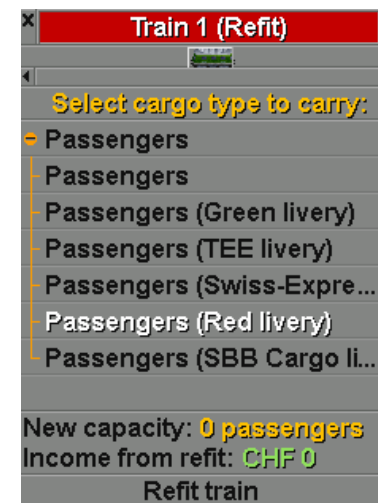 Train 1 (Refit)
Select cargo type to carry:
Passengers
Passengers
Passengers (Green livery)
Passengers (TEE livery)
Passengers (Swiss-Expre...
Passengers (Red livery)
Passengers (SBB Cargo li...
New capacity: 0 passengers
Income from refit: CHF 0
Refit train